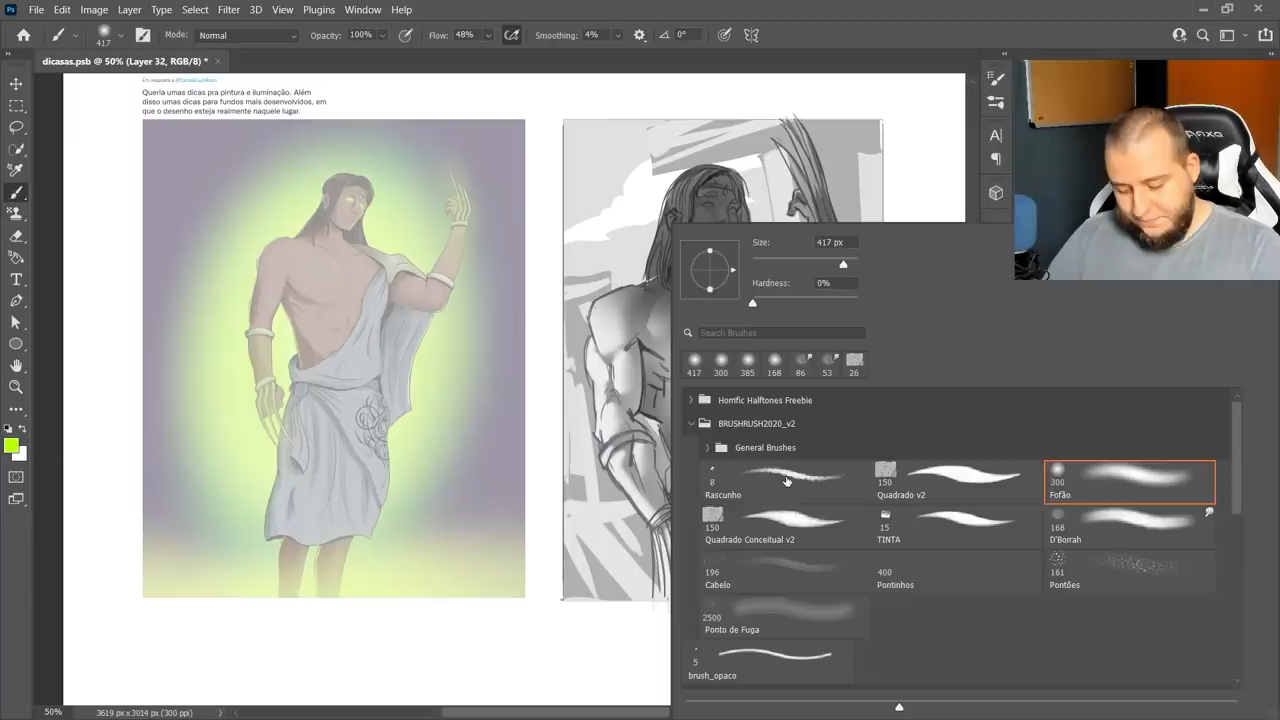 Ps File Edit Image Layer Type Select Filter 3D View Plugins Window Help
417 Mode: Normal Opacity: 100% Flow: 48% Smoothing: 4% 0°
dicasas.psb @ 50% (Layer 32, RGB/8) *
Em resposta a
Queria umas dicas pra pintura e iluminação. Além
disso umas dicas para fundos mais desenvolvidos, em
que o desenho esteja realmente naquele lugar.
Size: 417 px
Hardness: 0%
Search Brushes
417 300 385 168 86 53 26
Horrific Halftones Freebie
BRUSHRUSH2020_v2
General Brushes
8 150 300
Rascunho Quadrado v2 Fofão
150 15 168
Quadrado Conceitual v2 TINTA D'Borrah
196 400 161
Cabelo Pontinhos Pontões
2500
Ponto de Fuga
5
brush_opaco
50% 3619 px x 3014 px (300 ppi)